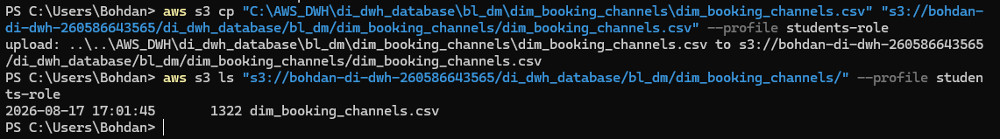 PS C:\Users\Bohdan> aws s3 cp "C:\AWS_DWH\di_dwh_database\bl_dm\dim_booking_channels\dim_booking_channels.csv" "s3://bohdan-
di-dwh-260586643565/di_dwh_database/bl_dm/dim_booking_channels/dim_booking_channels.csv" --profile students-role
upload: ..\..\AWS_DWH\di_dwh_database\bl_dm\dim_booking_channels\dim_booking_channels.csv to s3://bohdan-di-dwh-260586643565
/di_dwh_database/bl_dm/dim_booking_channels/dim_booking_channels.csv
PS C:\Users\Bohdan> aws s3 ls "s3://bohdan-di-dwh-260586643565/di_dwh_database/bl_dm/dim_booking_channels/" --profile studen
ts-role
2026-08-17 17:01:45       1322 dim_booking_channels.csv
PS C:\Users\Bohdan>